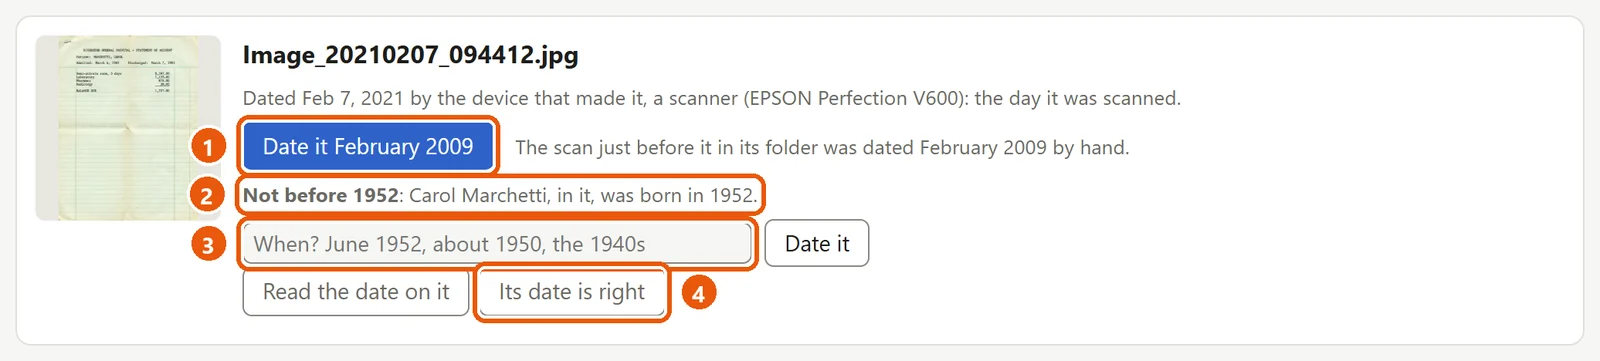 Image_20210207_094412.jpg
Dated Feb 7, 2021 by the device that made it, a scanner (EPSON Perfection V600): the day it was scanned.
1 Date it February 2009 The scan just before it in its folder was dated February 2009 by hand.
2 Not before 1952: Carol Marchetti, in it, was born in 1952.
3 When? June 1952, about 1950, the 1940s Date it
Read the date on it Its date is right 4